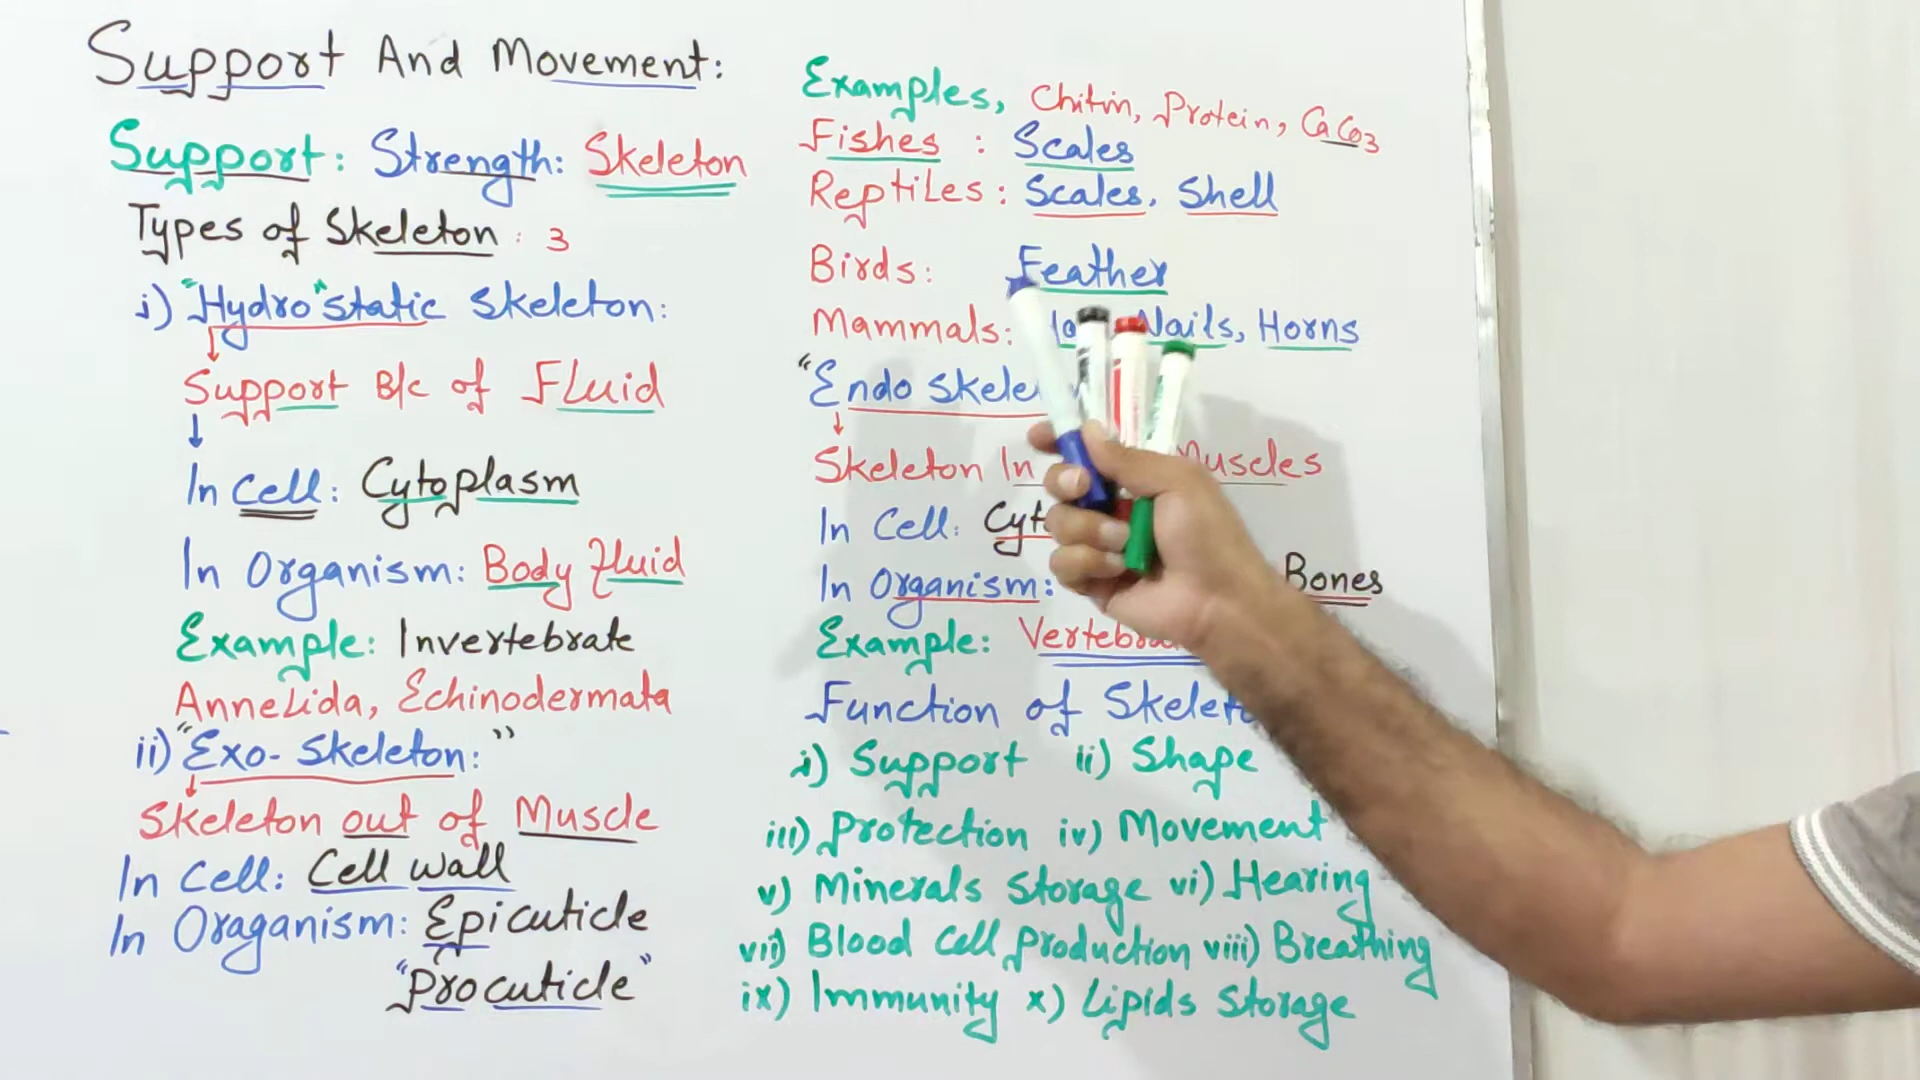 Support And Movement:
Support: Strength: Skeleton
Types of Skeleton: 3
i) "Hydro"static Skeleton:
Support B/c of Fluid
In Cell: Cytoplasm
In Organism: Body fluid
Example: Invertebrate
Annelida, Echinodermata
ii) "Exo-Skeleton:"
Skeleton out of Muscle
In Cell: Cell wall
In Oraganism: Epicuticle
"Procuticle"
Examples, Chitin, Protein, CaCo3
Fishes : Scales
Reptiles: Scales, Shell
Birds: Feather
Mammals: Nails, Horns
"Endo Skele
Skeleton In Muscles
In Cell: Cyt
In Organism: Bones
Example: Vertebra
Function of Skelet
i) Support ii) Shape
iii) Protection iv) Movement
v) Minerals Storage vi) Hearing
vii) Blood Cell Production viii) Breathing
ix) Immunity x) Lipids Storage